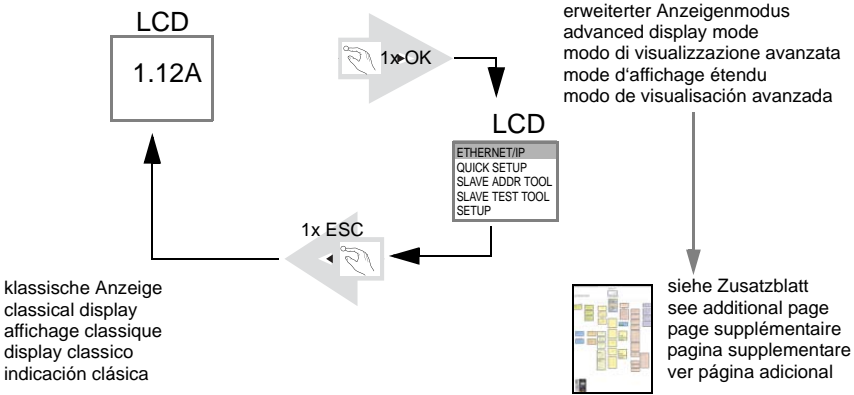 LCD
1.12A
1x OK
erweiterter Anzeigenmodus
advanced display mode
modo di visualizzazione avanzata
mode d'affichage étendu
modo de visualisación avanzada
LCD
ETHERNET/IP
QUICK SETUP
SLAVE ADDR TOOL
SLAVE TEST TOOL
SETUP
1x ESC
klassische Anzeige
classical display
affichage classique
display classico
indicación clásica
siehe Zusatzblatt
see additional page
page supplémentaire
pagina supplementare
ver página adicional